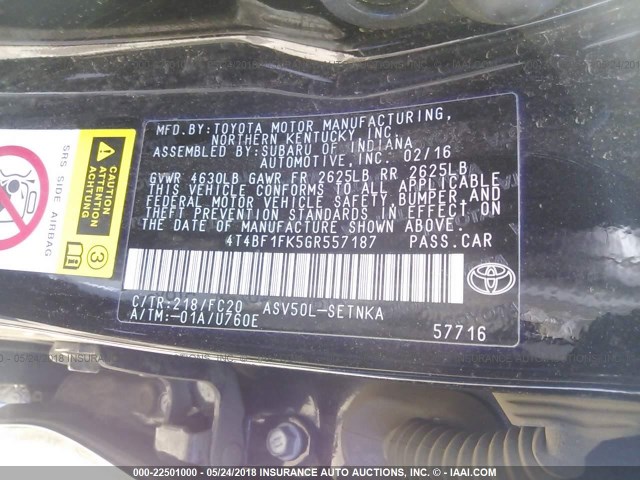 MFD.BY:TOYOTA MOTOR MANUFACTURING,
NORTHERN KENTUCKY,INC.
ASSEMBLED BY:SUBARU OF INDIANA
AUTOMOTIVE,INC. 02/16
GVWR 4630LB GAWR FR 2625LB RR 2625LB
THIS VEHICLE CONFORMS TO ALL APPLICABLE
FEDERAL MOTOR VEHICLE SAFETY,BUMPER,AND
THEFT PREVENTION STANDARDS IN EFFECT ON
THE DATE OF MANUFACTURE SHOWN ABOVE.
4T4BF1FK5GR557187 PASS.CAR
C/TR:218/FC20 ASV50L-SETNKA
A/TM:-01A/U760E
57716
TOYOTA
SRS SIDE AIRBAG
ATTENTION
ACHTUNG
3
000-22501000 - 05/24/2018 - INSURANCE AUTO AUCTIONS, INC. - IAAI.COM